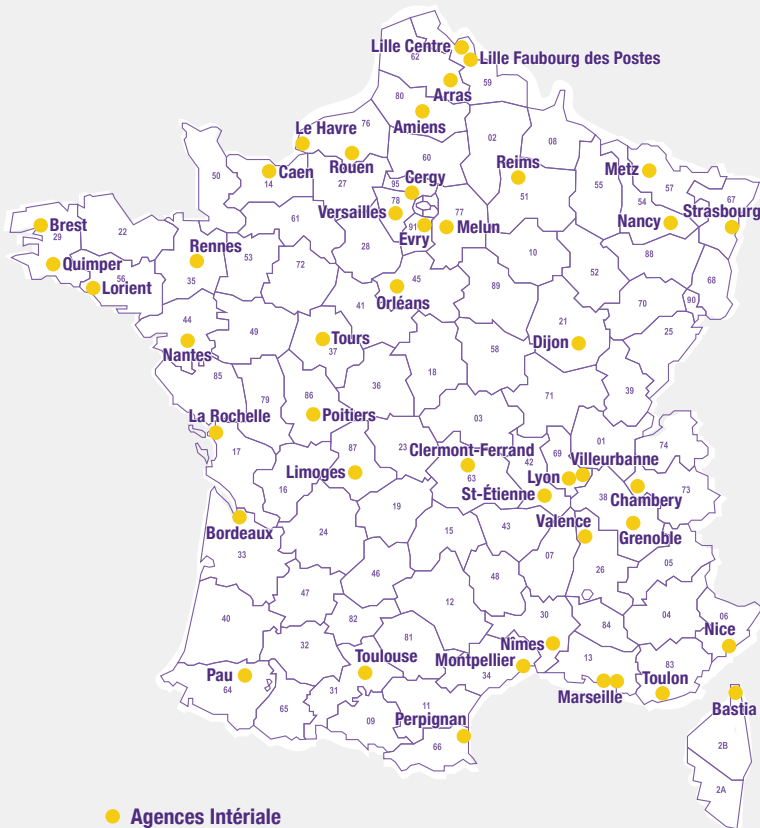 Lille Centre
62
Lille Faubourg des Postes
59
Arras
80
Amiens
76
Le Havre
Rouen
02
08
60
Reims
51
50
Caen
14
27
Cergy
95
78
Versailles
91
Evry
77
Melun
55
Metz
57
54
Nancy
67
Strasbourg
61
28
10
52
88
68
Brest
29
22
Quimper
56
Lorient
Rennes
35
53
72
45
Orléans
41
89
70
90
25
44
Nantes
49
Tours
37
58
21
Dijon
18
36
39
71
85
79
86
Poitiers
La Rochelle
17
03
01
74
87
Limoges
23
Clermont-Ferrand
63
42
69
Lyon
Villeurbanne
St-Étienne
38
Chambery
73
16
19
Bordeaux
33
24
15
43
Valence
Grenoble
07
26
05
46
48
47
40
12
82
30
84
04
06
Nice
32
81
Nîmes
Toulouse
Montpellier
34
13
83
Pau
64
31
Marseille
Toulon
65
09
11
Perpignan
66
Bastia
2B
2A
Agences Intériale